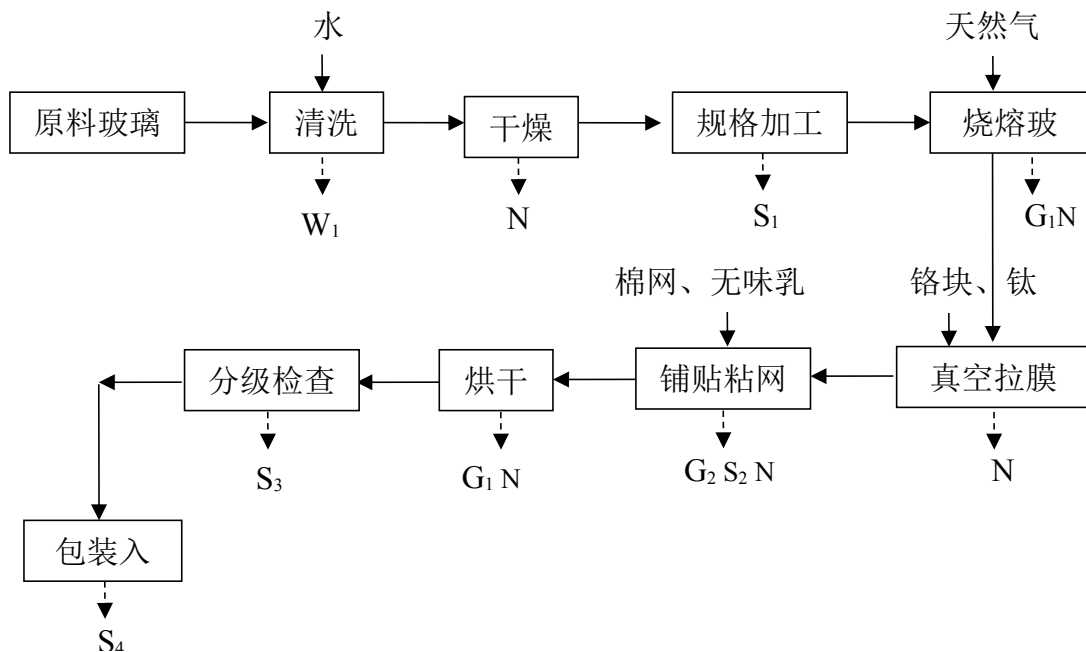 水
天然气
原料玻璃
清洗
干燥
规格加工
烧熔玻
W₁
N
S₁
G₁N
棉网、无味乳
铬块、钛
分级检查
烘干
铺贴粘网
真空拉膜
S₃
G₁ N
G₂ S₂ N
N
包装入
S₄